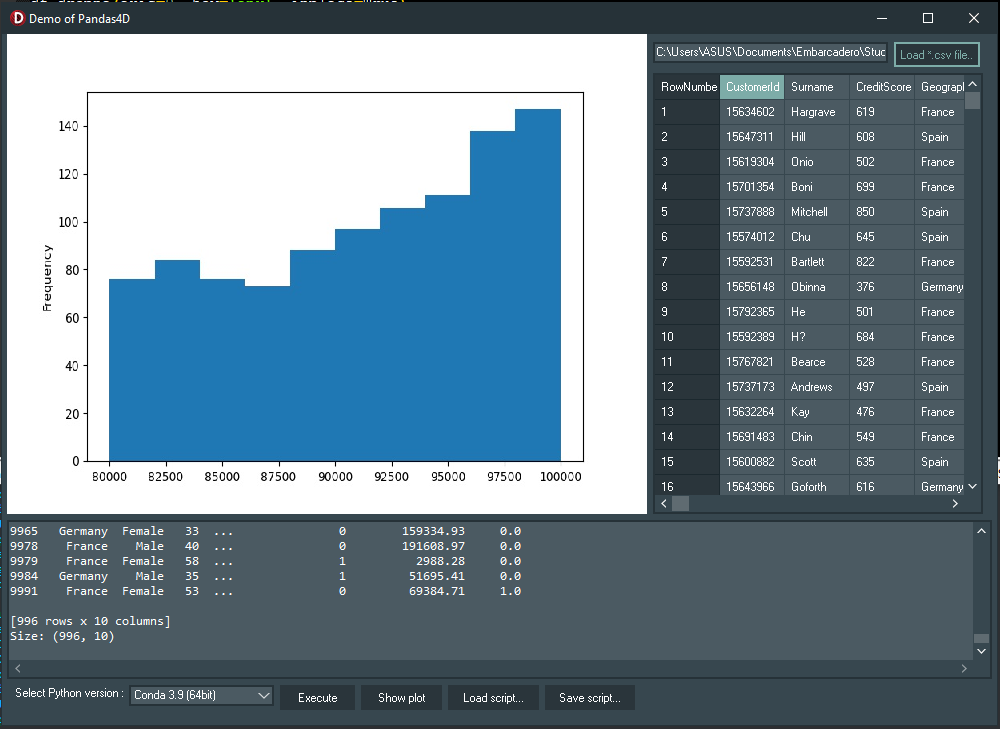 Demo of Pandas4D
C:\Users\ASUS\Documents\Embarcadero\Stud
Load *.csv file..
140
120
100
80
60
40
20
0
Frequency
80000 82500 85000 87500 90000 92500 95000 97500 100000
RowNumbe CustomerId Surname CreditScore Geograpl
1 15634602 Hargrave 619 France
2 15647311 Hill 608 Spain
3 15619304 Onio 502 France
4 15701354 Boni 699 France
5 15737888 Mitchell 850 Spain
6 15574012 Chu 645 Spain
7 15592531 Bartlett 822 France
8 15656148 Obinna 376 Germany
9 15792365 He 501 France
10 15592389 H? 684 France
11 15767821 Bearce 528 France
12 15737173 Andrews 497 Spain
13 15632264 Kay 476 France
14 15691483 Chin 549 France
15 15600882 Scott 635 Spain
16 15643966 Goforth 616 Germany
9965 Germany Female 33 ... 0 159334.93 0.0
9978 France Male 40 ... 0 191608.97 0.0
9979 France Female 58 ... 1 2988.28 0.0
9984 Germany Male 35 ... 1 51695.41 0.0
9991 France Female 53 ... 0 69384.71 1.0
[996 rows x 10 columns]
Size: (996, 10)
Select Python version : Conda 3.9 (64bit) Execute Show plot Load script... Save script...